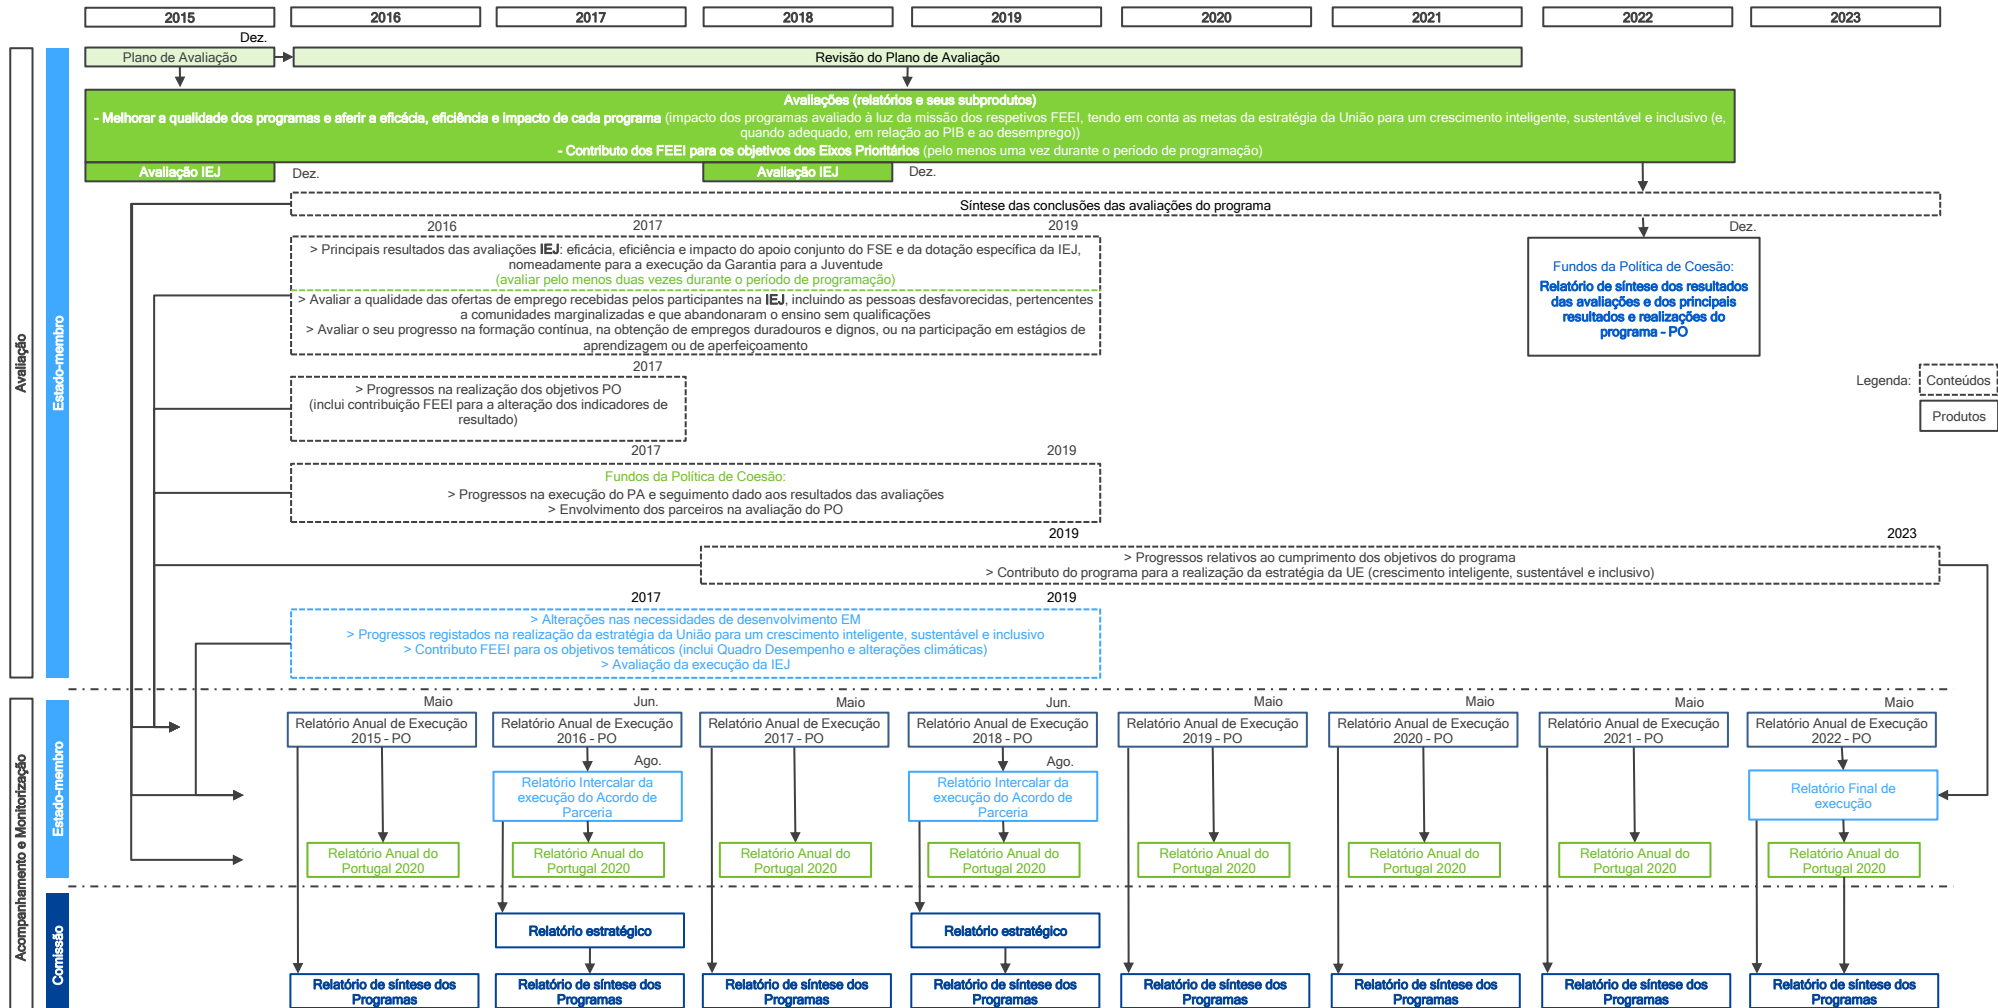 2015
2016
2017
2018
2019
2020
2021
2022
2023
Dez.
Plano de Avaliação
Revisão do Plano de Avaliação
Avaliações (relatórios e seus subprodutos)
- Melhorar a qualidade dos programas e aferir a eficácia, eficiência e impacto de cada programa (impacto dos programas avaliado à luz da missão dos respetivos FEEI, tendo em conta as metas da estratégia da União para um crescimento inteligente, sustentável e inclusivo (e,
quando adequado, em relação ao PIB e ao desemprego))
- Contributo dos FEEI para os objetivos dos Eixos Prioritários (pelo menos uma vez durante o período de programação)
Avaliação IEJ
Dez.
Avaliação IEJ
Dez.
Síntese das conclusões das avaliações do programa
2016
2017
2019
> Principais resultados das avaliações IEJ: eficácia, eficiência e impacto do apoio conjunto do FSE e da dotação específica da IEJ,
nomeadamente para a execução da Garantia para a Juventude
(avaliar pelo menos duas vezes durante o período de programação)
> Avaliar a qualidade das ofertas de emprego recebidas pelos participantes na IEJ, incluindo as pessoas desfavorecidas, pertencentes
a comunidades marginalizadas e que abandonaram o ensino sem qualificações
> Avaliar o seu progresso na formação contínua, na obtenção de empregos duradouros e dignos, ou na participação em estágios de
aprendizagem ou de aperfeiçoamento
Dez.
Fundos da Política de Coesão:
Relatório de síntese dos resultados
das avaliações e dos principais
resultados e realizações do
programa - PO
2017
> Progressos na realização dos objetivos PO
(inclui contribuição FEEI para a alteração dos indicadores de
resultado)
Legenda:
Conteúdos
Produtos
2017
2019
Fundos da Política de Coesão:
> Progressos na execução do PA e seguimento dado aos resultados das avaliações
> Envolvimento dos parceiros na avaliação do PO
2019
2023
> Progressos relativos ao cumprimento dos objetivos do programa
> Contributo do programa para a realização da estratégia da UE (crescimento inteligente, sustentável e inclusivo)
2017
2019
> Alterações nas necessidades de desenvolvimento EM
> Progressos registados na realização da estratégia da União para um crescimento inteligente, sustentável e inclusivo
> Contributo FEEI para os objetivos temáticos (inclui Quadro Desempenho e alterações climáticas)
> Avaliação da execução da IEJ
Avaliação
Estado-membro
Acompanhamento e Monitorização
Estado-membro
Comissão
Maio
Jun.
Maio
Jun.
Maio
Maio
Maio
Maio
Relatório Anual de Execução
2015 - PO
Relatório Anual de Execução
2016 - PO
Relatório Anual de Execução
2017 - PO
Relatório Anual de Execução
2018 - PO
Relatório Anual de Execução
2019 - PO
Relatório Anual de Execução
2020 - PO
Relatório Anual de Execução
2021 - PO
Relatório Anual de Execução
2022 - PO
Ago.
Ago.
Relatório Intercalar da
execução do Acordo de
Parceria
Relatório Intercalar da
execução do Acordo de
Parceria
Relatório Final de
execução
Relatório Anual do
Portugal 2020
Relatório Anual do
Portugal 2020
Relatório Anual do
Portugal 2020
Relatório Anual do
Portugal 2020
Relatório Anual do
Portugal 2020
Relatório Anual do
Portugal 2020
Relatório Anual do
Portugal 2020
Relatório Anual do
Portugal 2020
Relatório estratégico
Relatório estratégico
Relatório de síntese dos
Programas
Relatório de síntese dos
Programas
Relatório de síntese dos
Programas
Relatório de síntese dos
Programas
Relatório de síntese dos
Programas
Relatório de síntese dos
Programas
Relatório de síntese dos
Programas
Relatório de síntese dos
Programas